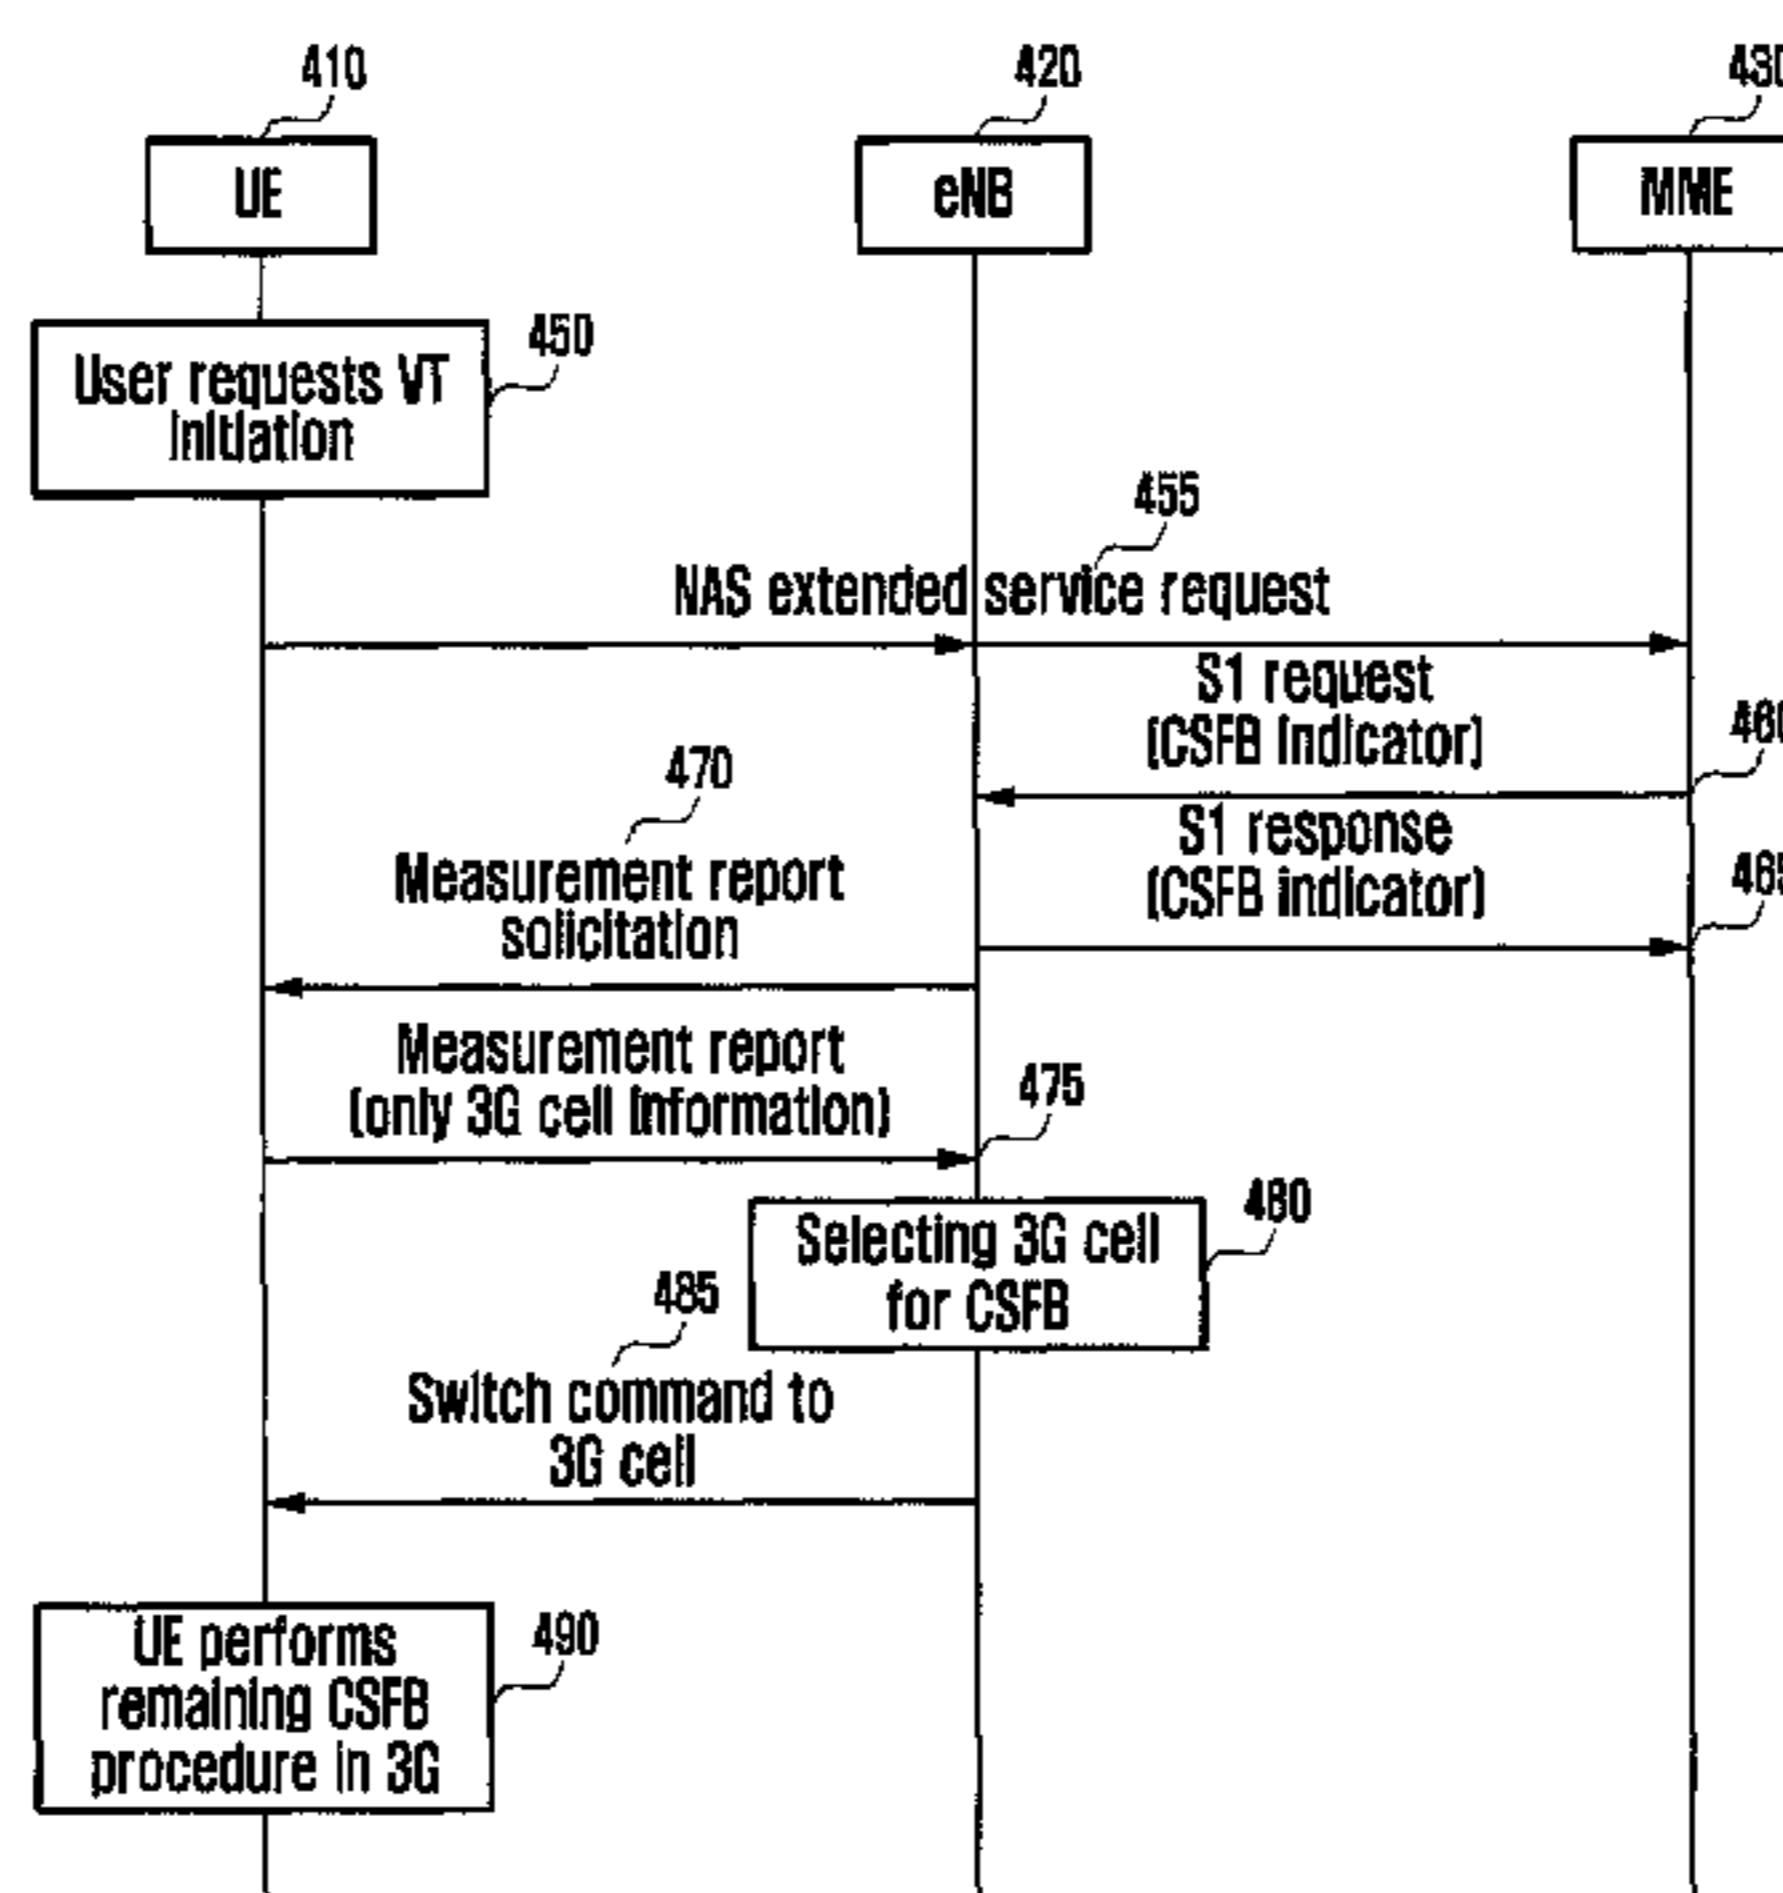 410
420
430
UE
eNB
MME
450
User requests VT
initiation
455
NAS extended service request
S1 request
(CSFB indicator)
460
470
S1 response
(CSFB indicator)
465
Measurement report
solicitation
Measurement report
(only 3G cell information)
475
Selecting 3G cell
for CSFB
480
485
Switch command to
3G cell
UE performs
remaining CSFB
procedure in 3G
490